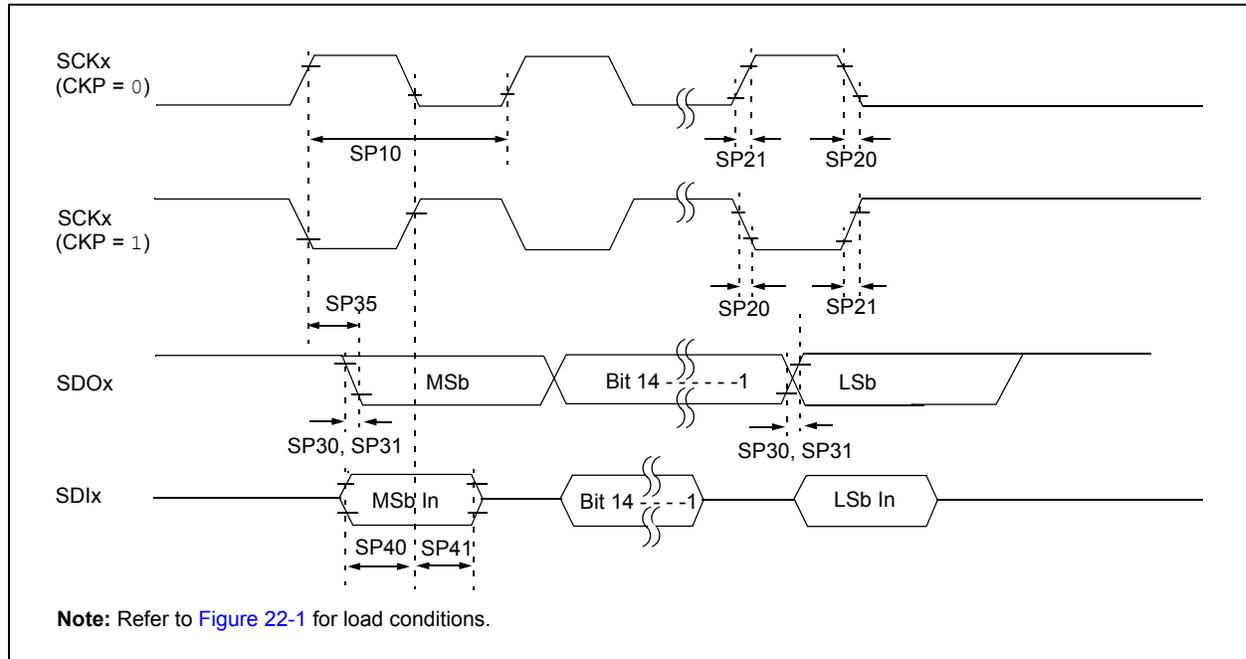 SCKx
(CKP = 0)
SP10
SP21
SP20
SCKx
(CKP = 1)
SP20
SP21
SP35
SDOx
MSb
Bit 14 - - - - - - -1
LSb
SP30, SP31
SP30, SP31
SDIx
MSb In
Bit 14 - - - - -1
LSb In
SP40
SP41
Note: Refer to Figure 22-1 for load conditions.